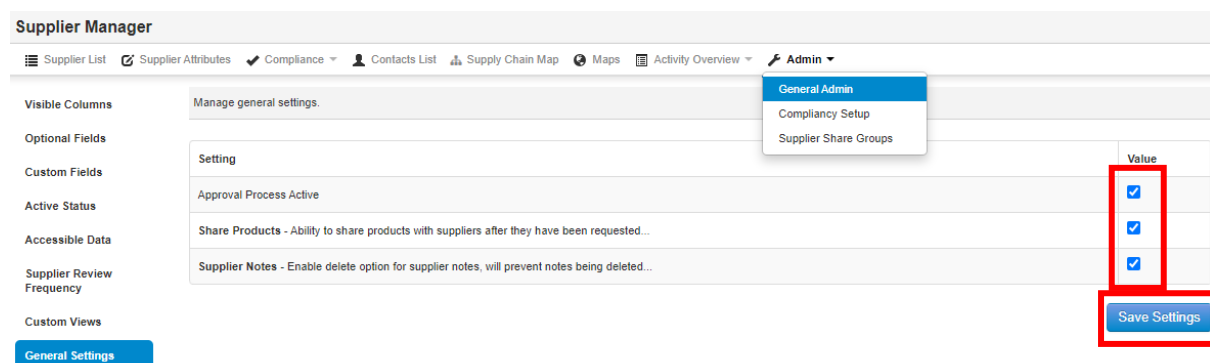 Supplier Manager
Supplier List Supplier Attributes Compliance Contacts List Supply Chain Map Maps Activity Overview Admin
General Admin
Compliancy Setup
Supplier Share Groups
Visible Columns
Optional Fields
Custom Fields
Active Status
Accessible Data
Supplier Review
Frequency
Custom Views
General Settings
Manage general settings.
Setting Value
Approval Process Active
Share Products - Ability to share products with suppliers after they have been requested...
Supplier Notes - Enable delete option for supplier notes, will prevent notes being deleted...
Save Settings